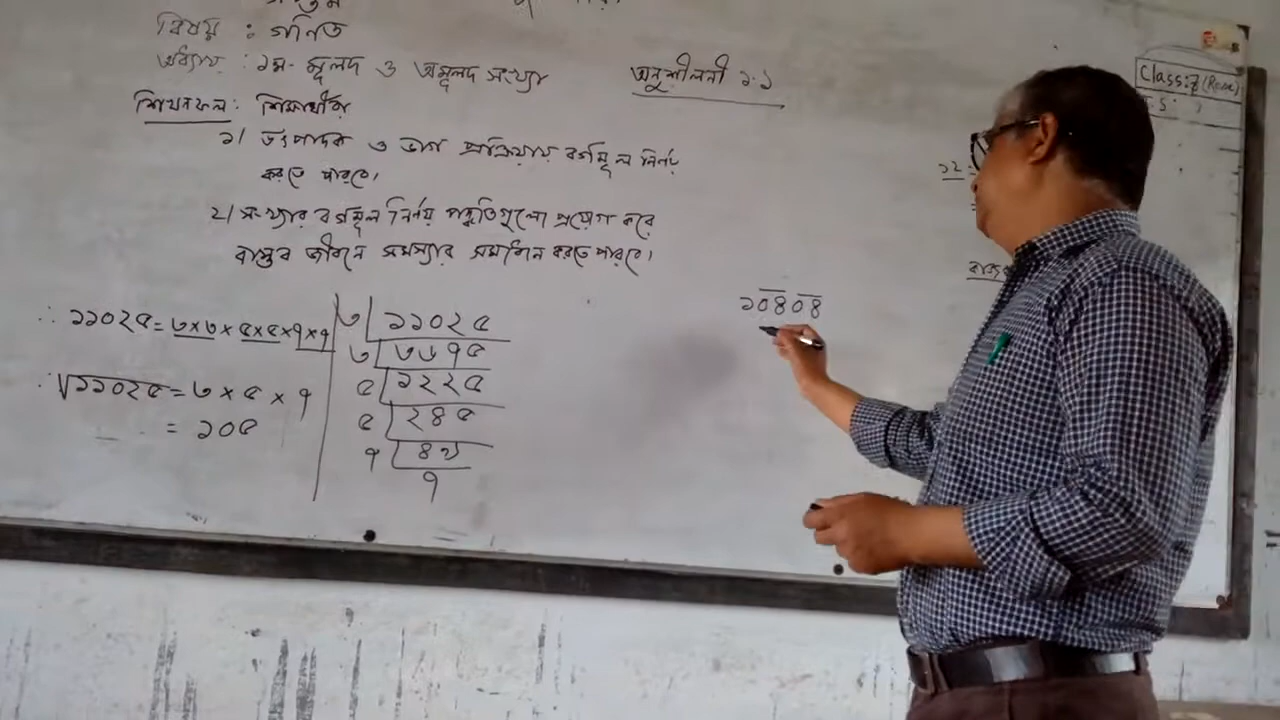 বিষয় : গনিত
অধ্যায় : ১ম- মূলদ ও অমূলদ সংখ্যা
অনুশীলনী ১.১
শিখনফল : শিক্ষার্থীরা
১/ উৎপাদক ও ভাগ প্রক্রিয়ায় বর্গমূল নির্ণয়
করতে পারবে।
২/ সংখ্যার বর্গমূল নির্ণয় পদ্ধতিগুলো প্রয়োগ করে
বাস্তব জীবনে সমস্যার সমাধান করতে পারবে।
∴ ১১০২৫ = ৩×৩×৫×৫×৭×৭
∴ √১১০২৫ = ৩×৫×৭
= ১০৫
৩ ১১০২৫
৩ ৩৬৭৫
৫ ১২২৫
৫ ২৪৫
৭ ৪৯
৭
১০৪০৪
Class: 7 (Rose)
T.S :
১২